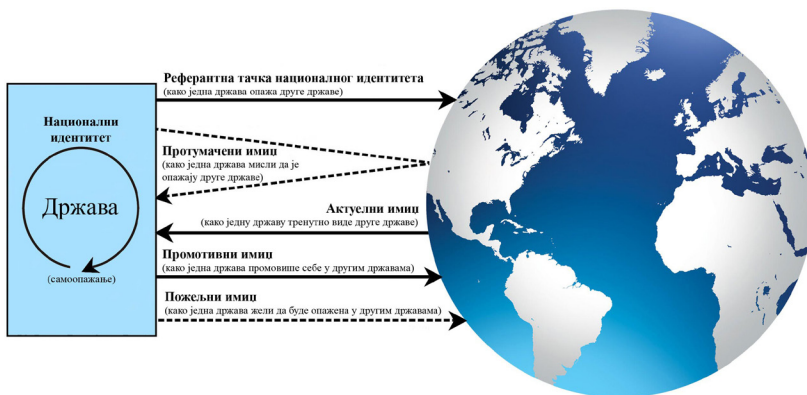 Национални
идентитет
Држава
(самоопажање)
Референтна тачка националног идентитета
(како једна држава опажа друге државе)
Протумачени имиџ
(како једна држава мисли да је
опажају друге државе)
Актуелни имиџ
(како једну државу тренутно виде друге државе)
Промотивни имиџ
(како једна држава промовише себе у другим државама)
Пожељни имиџ
(како једна држава жели да буде опажена у другим државама)